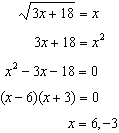 √(3x + 18) = x
3x + 18 = x²
x² − 3x − 18 = 0
(x − 6)(x + 3) = 0
x = 6, −3